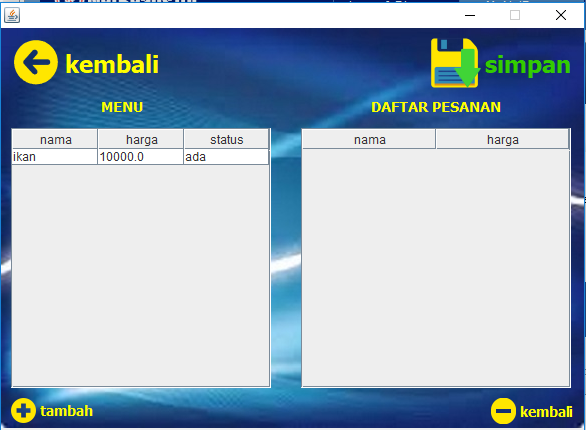 kembali
simpan
MENU
DAFTAR PESANAN
nama harga status
ikan 10000.0 ada
nama harga
tambah
kembali